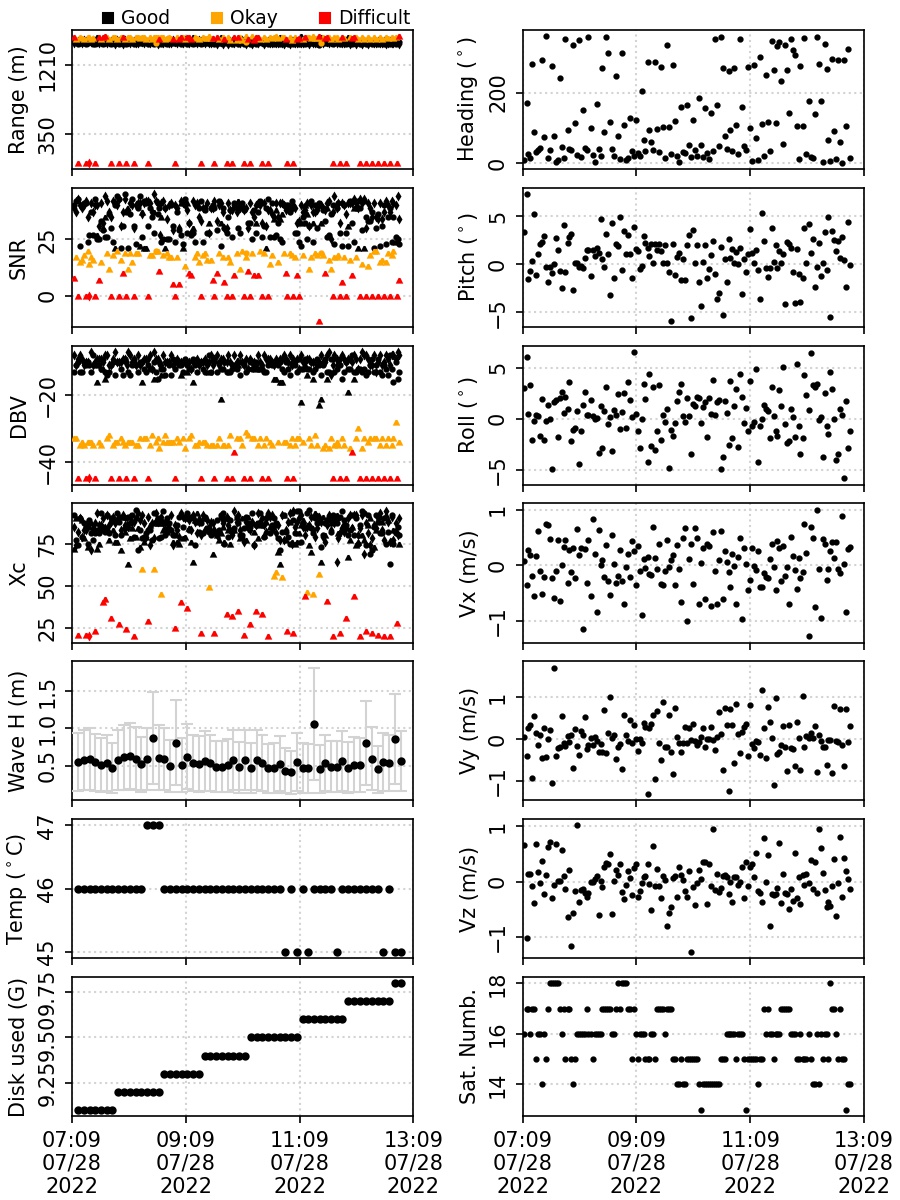 Good Okay Difficult
Range (m)
1210
350
Heading (°)
200
0
SNR
25
0
Pitch (°)
5
0
−5
DBV
−20
−40
Roll (°)
5
0
−5
Xc
75
50
25
Vx (m/s)
1
0
−1
Wave H (m)
1.5
1.0
0.5
Vy (m/s)
1
0
−1
Temp (°C)
47
46
45
Vz (m/s)
1
0
−1
Disk used (G)
9.75
9.50
9.25
Sat. Numb.
18
16
14
07:09 09:09 11:09 13:09
07/28 07/28 07/28 07/28
2022 2022 2022 2022
07:09 09:09 11:09 13:09
07/28 07/28 07/28 07/28
2022 2022 2022 2022